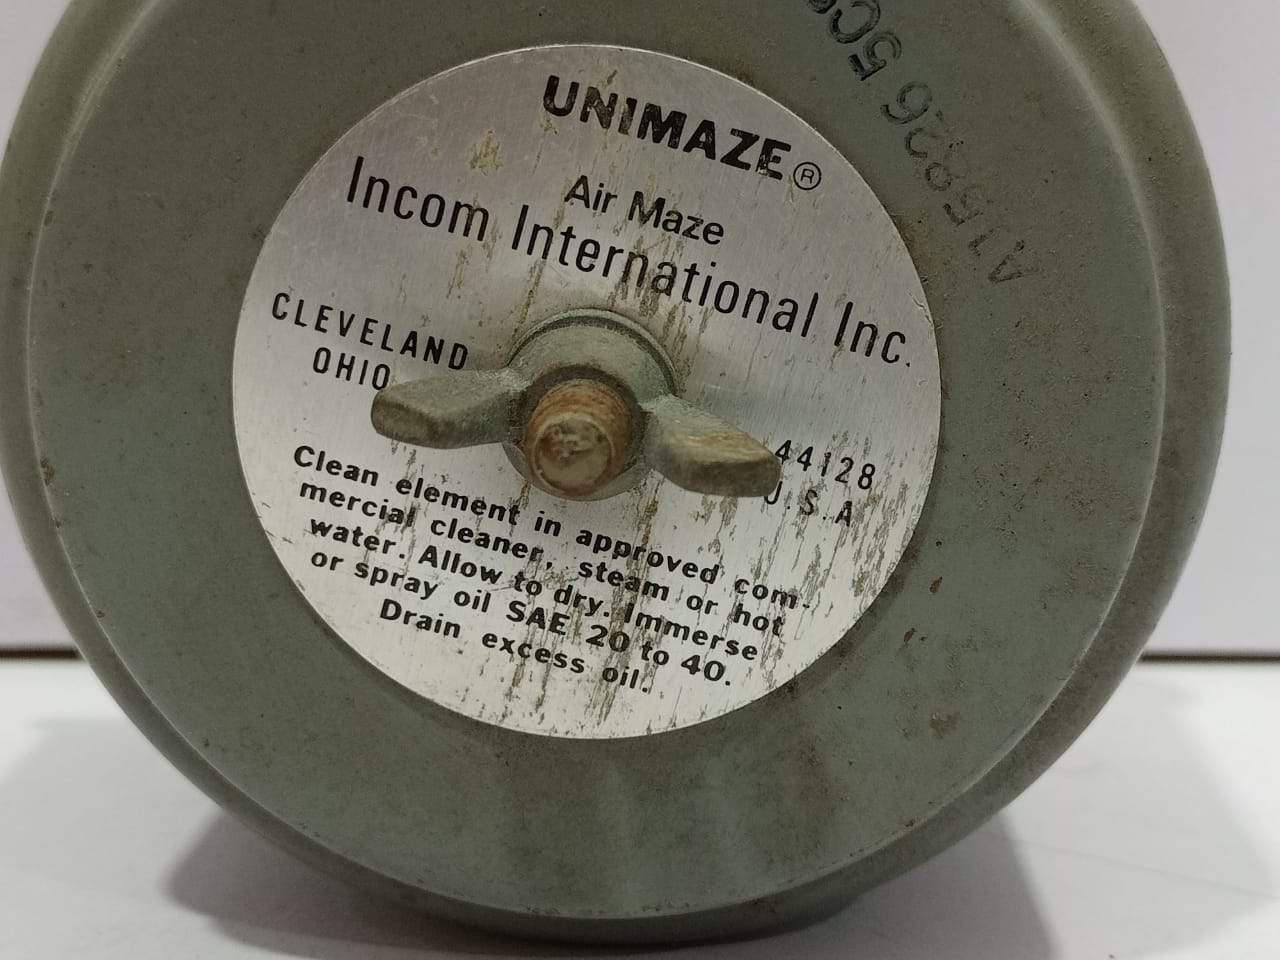 UNIMAZE®
Air Maze
Incom International Inc.
CLEVELAND
OHIO
44128
U.S.A
Clean element in approved com-
mercial cleaner, steam or hot
water. Allow to dry. Immerse
or spray oil SAE 20 to 40.
Drain excess oil.
A15826